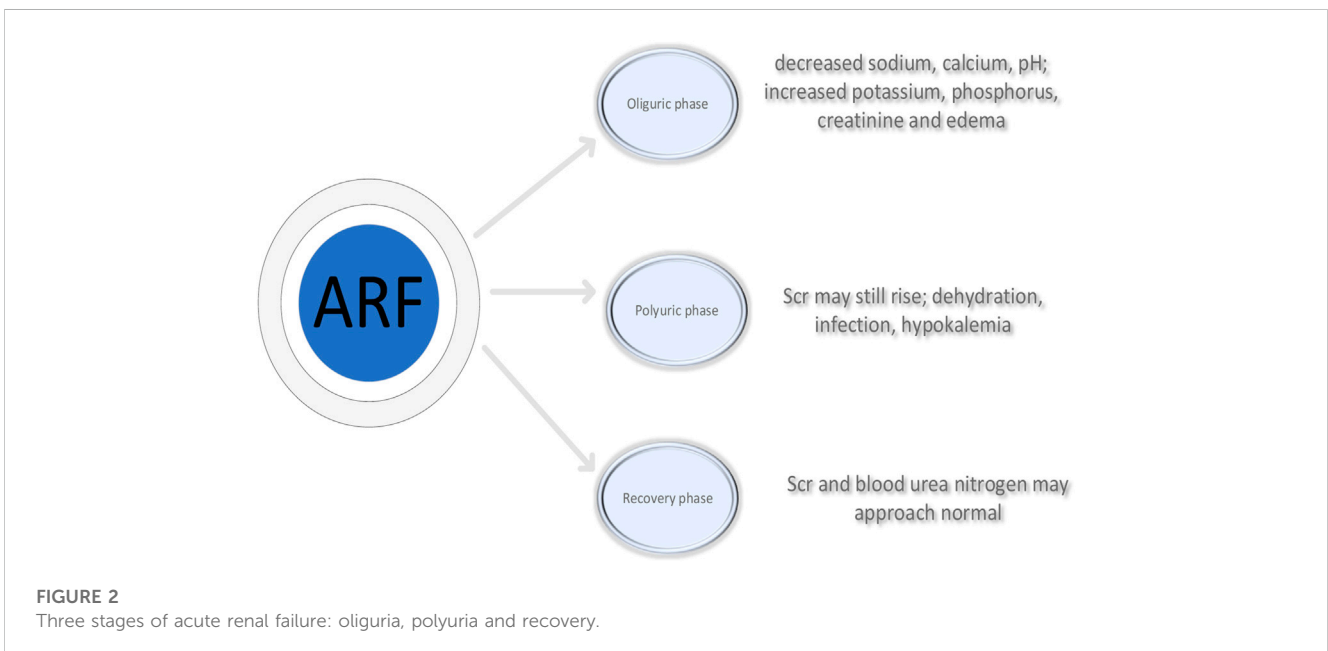 Oliguric phase
decreased sodium, calcium, pH;
increased potassium, phosphorus,
creatinine and edema
ARF
Polyuric phase
Scr may still rise; dehydration,
infection, hypokalemia
Recovery phase
Scr and blood urea nitrogen may
approach normal
FIGURE 2
Three stages of acute renal failure: oliguria, polyuria and recovery.